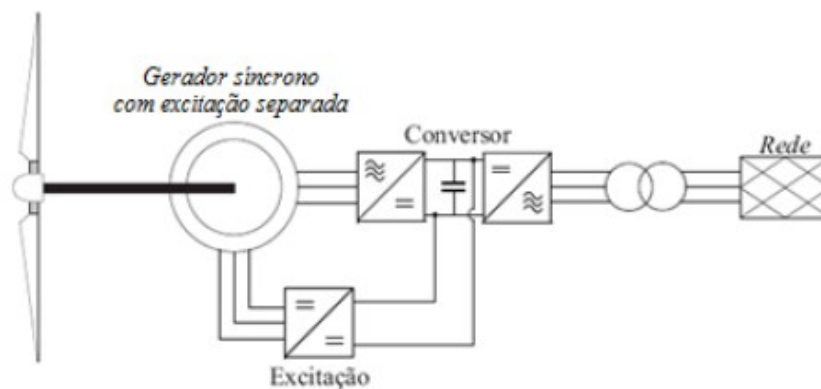 Gerador síncrono
com excitação separada
Conversor
Rede
Excitação